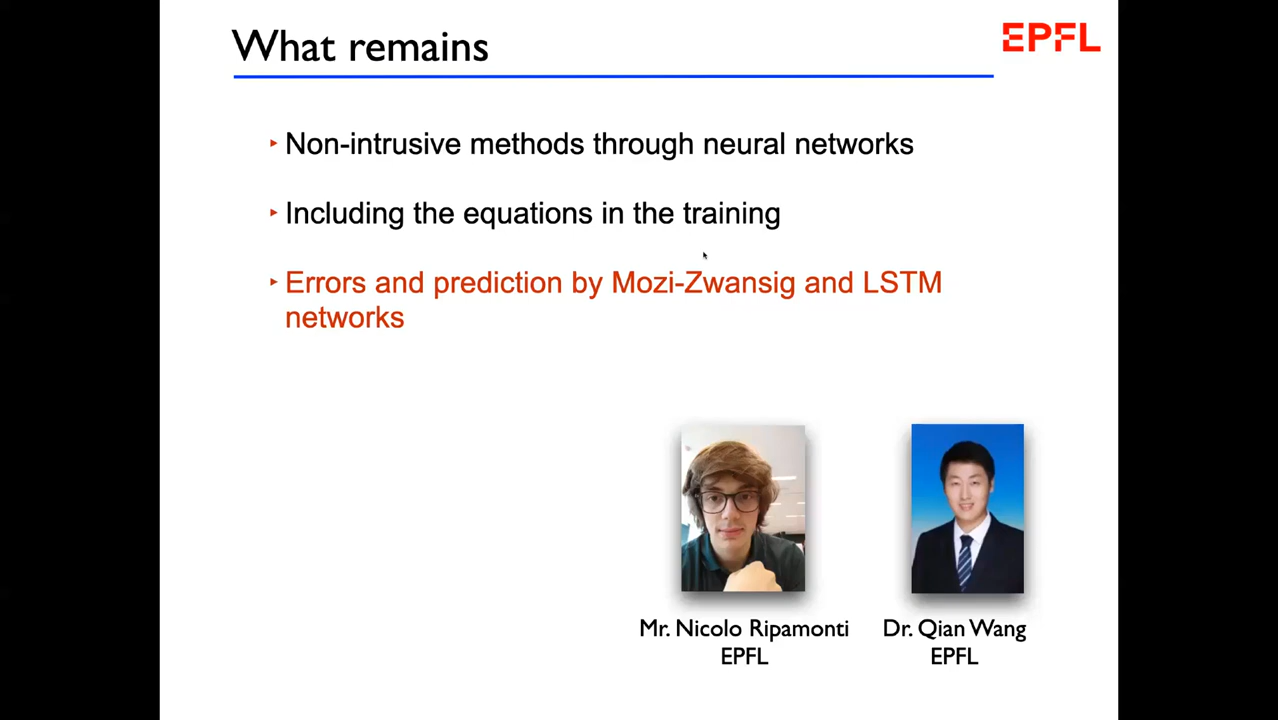 What remains
EPFL
‣ Non-intrusive methods through neural networks
‣ Including the equations in the training
‣ Errors and prediction by Mozi-Zwansig and LSTM
networks
Mr. Nicolo Ripamonti
EPFL
Dr. Qian Wang
EPFL